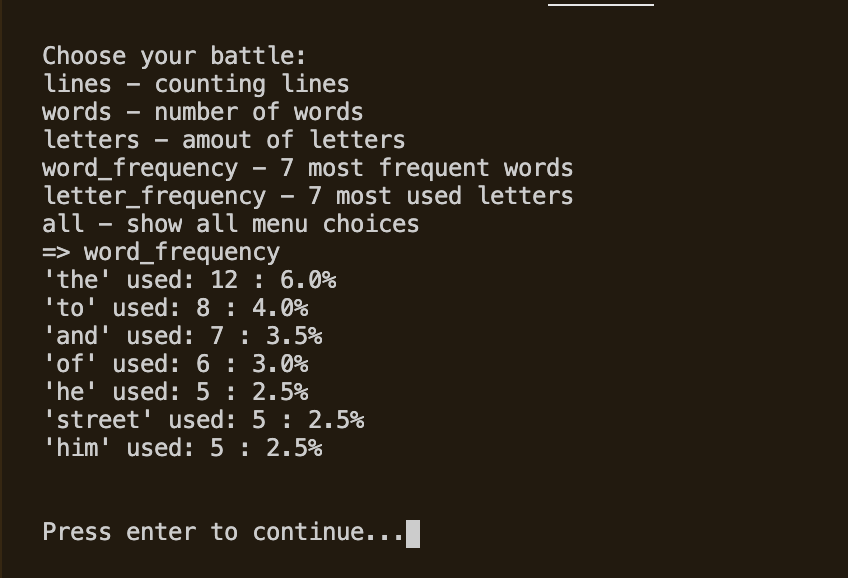 Choose your battle:
lines – counting lines
words – number of words
letters – amout of letters
word_frequency – 7 most frequent words
letter_frequency – 7 most used letters
all – show all menu choices
=> word_frequency
'the' used: 12 : 6.0%
'to' used: 8 : 4.0%
'and' used: 7 : 3.5%
'of' used: 6 : 3.0%
'he' used: 5 : 2.5%
'street' used: 5 : 2.5%
'him' used: 5 : 2.5%
Press enter to continue...